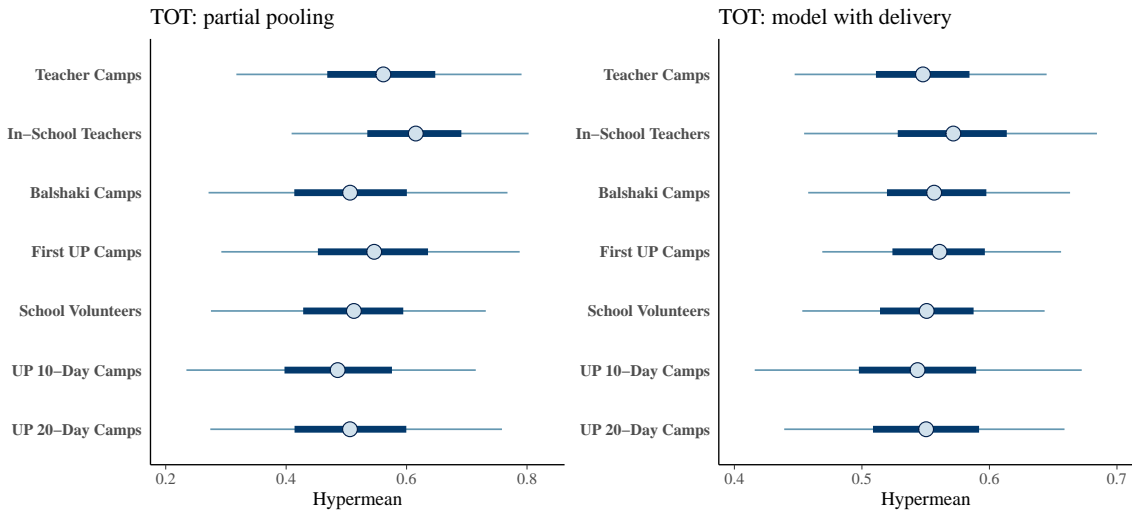 TOT: partial pooling
Teacher Camps
In−School Teachers
Balshaki Camps
First UP Camps
School Volunteers
UP 10−Day Camps
UP 20−Day Camps
0.2 0.4 0.6 0.8
Hypermean
TOT: model with delivery
Teacher Camps
In−School Teachers
Balshaki Camps
First UP Camps
School Volunteers
UP 10−Day Camps
UP 20−Day Camps
0.4 0.5 0.6 0.7
Hypermean